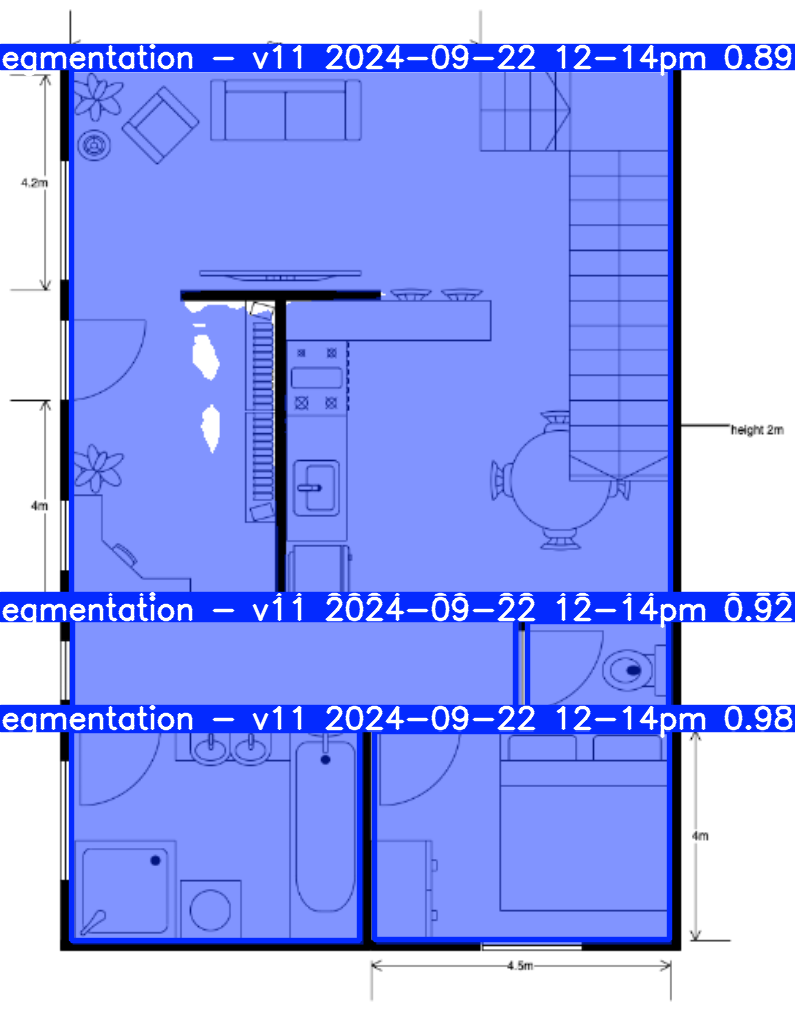 egmentation - v11 2024-09-22 12-14pm 0.89
4.2m
height 2m
4m
egmentation - v11 2024-09-22 12-14pm 0.92
egmentation - v11 2024-09-22 12-14pm 0.98
4m
4.5m